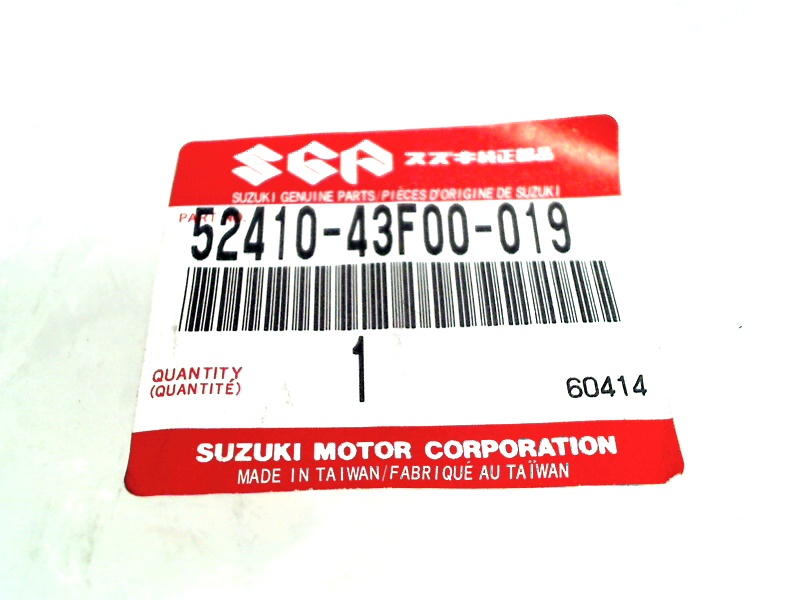 SGP スズキ純正部品
SUZUKI GENUINE PARTS/PIÈCES D'ORIGINE DE SUZUKI
PART NO.
52410-43F00-019
QUANTITY 1
(QUANTITÉ) 60414
SUZUKI MOTOR CORPORATION
MADE IN TAIWAN/FABRIQUÉ AU TAÏWAN